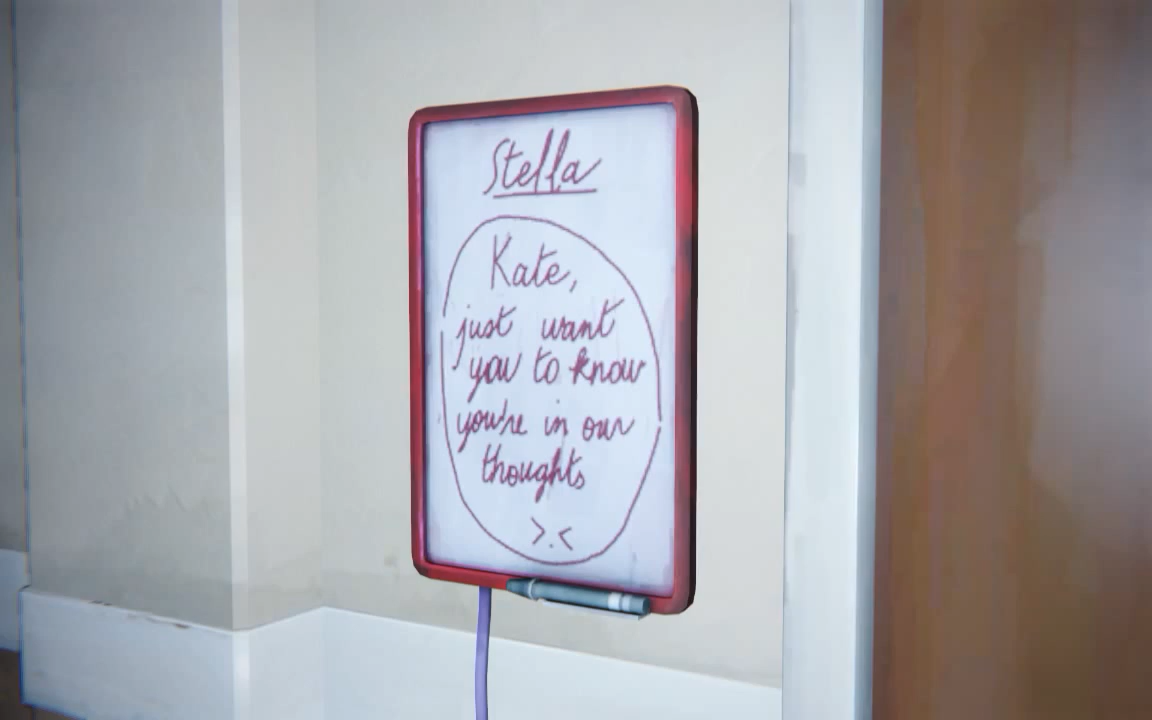 Stella
Kate,
just want
you to know
you're in our
thoughts
>.<